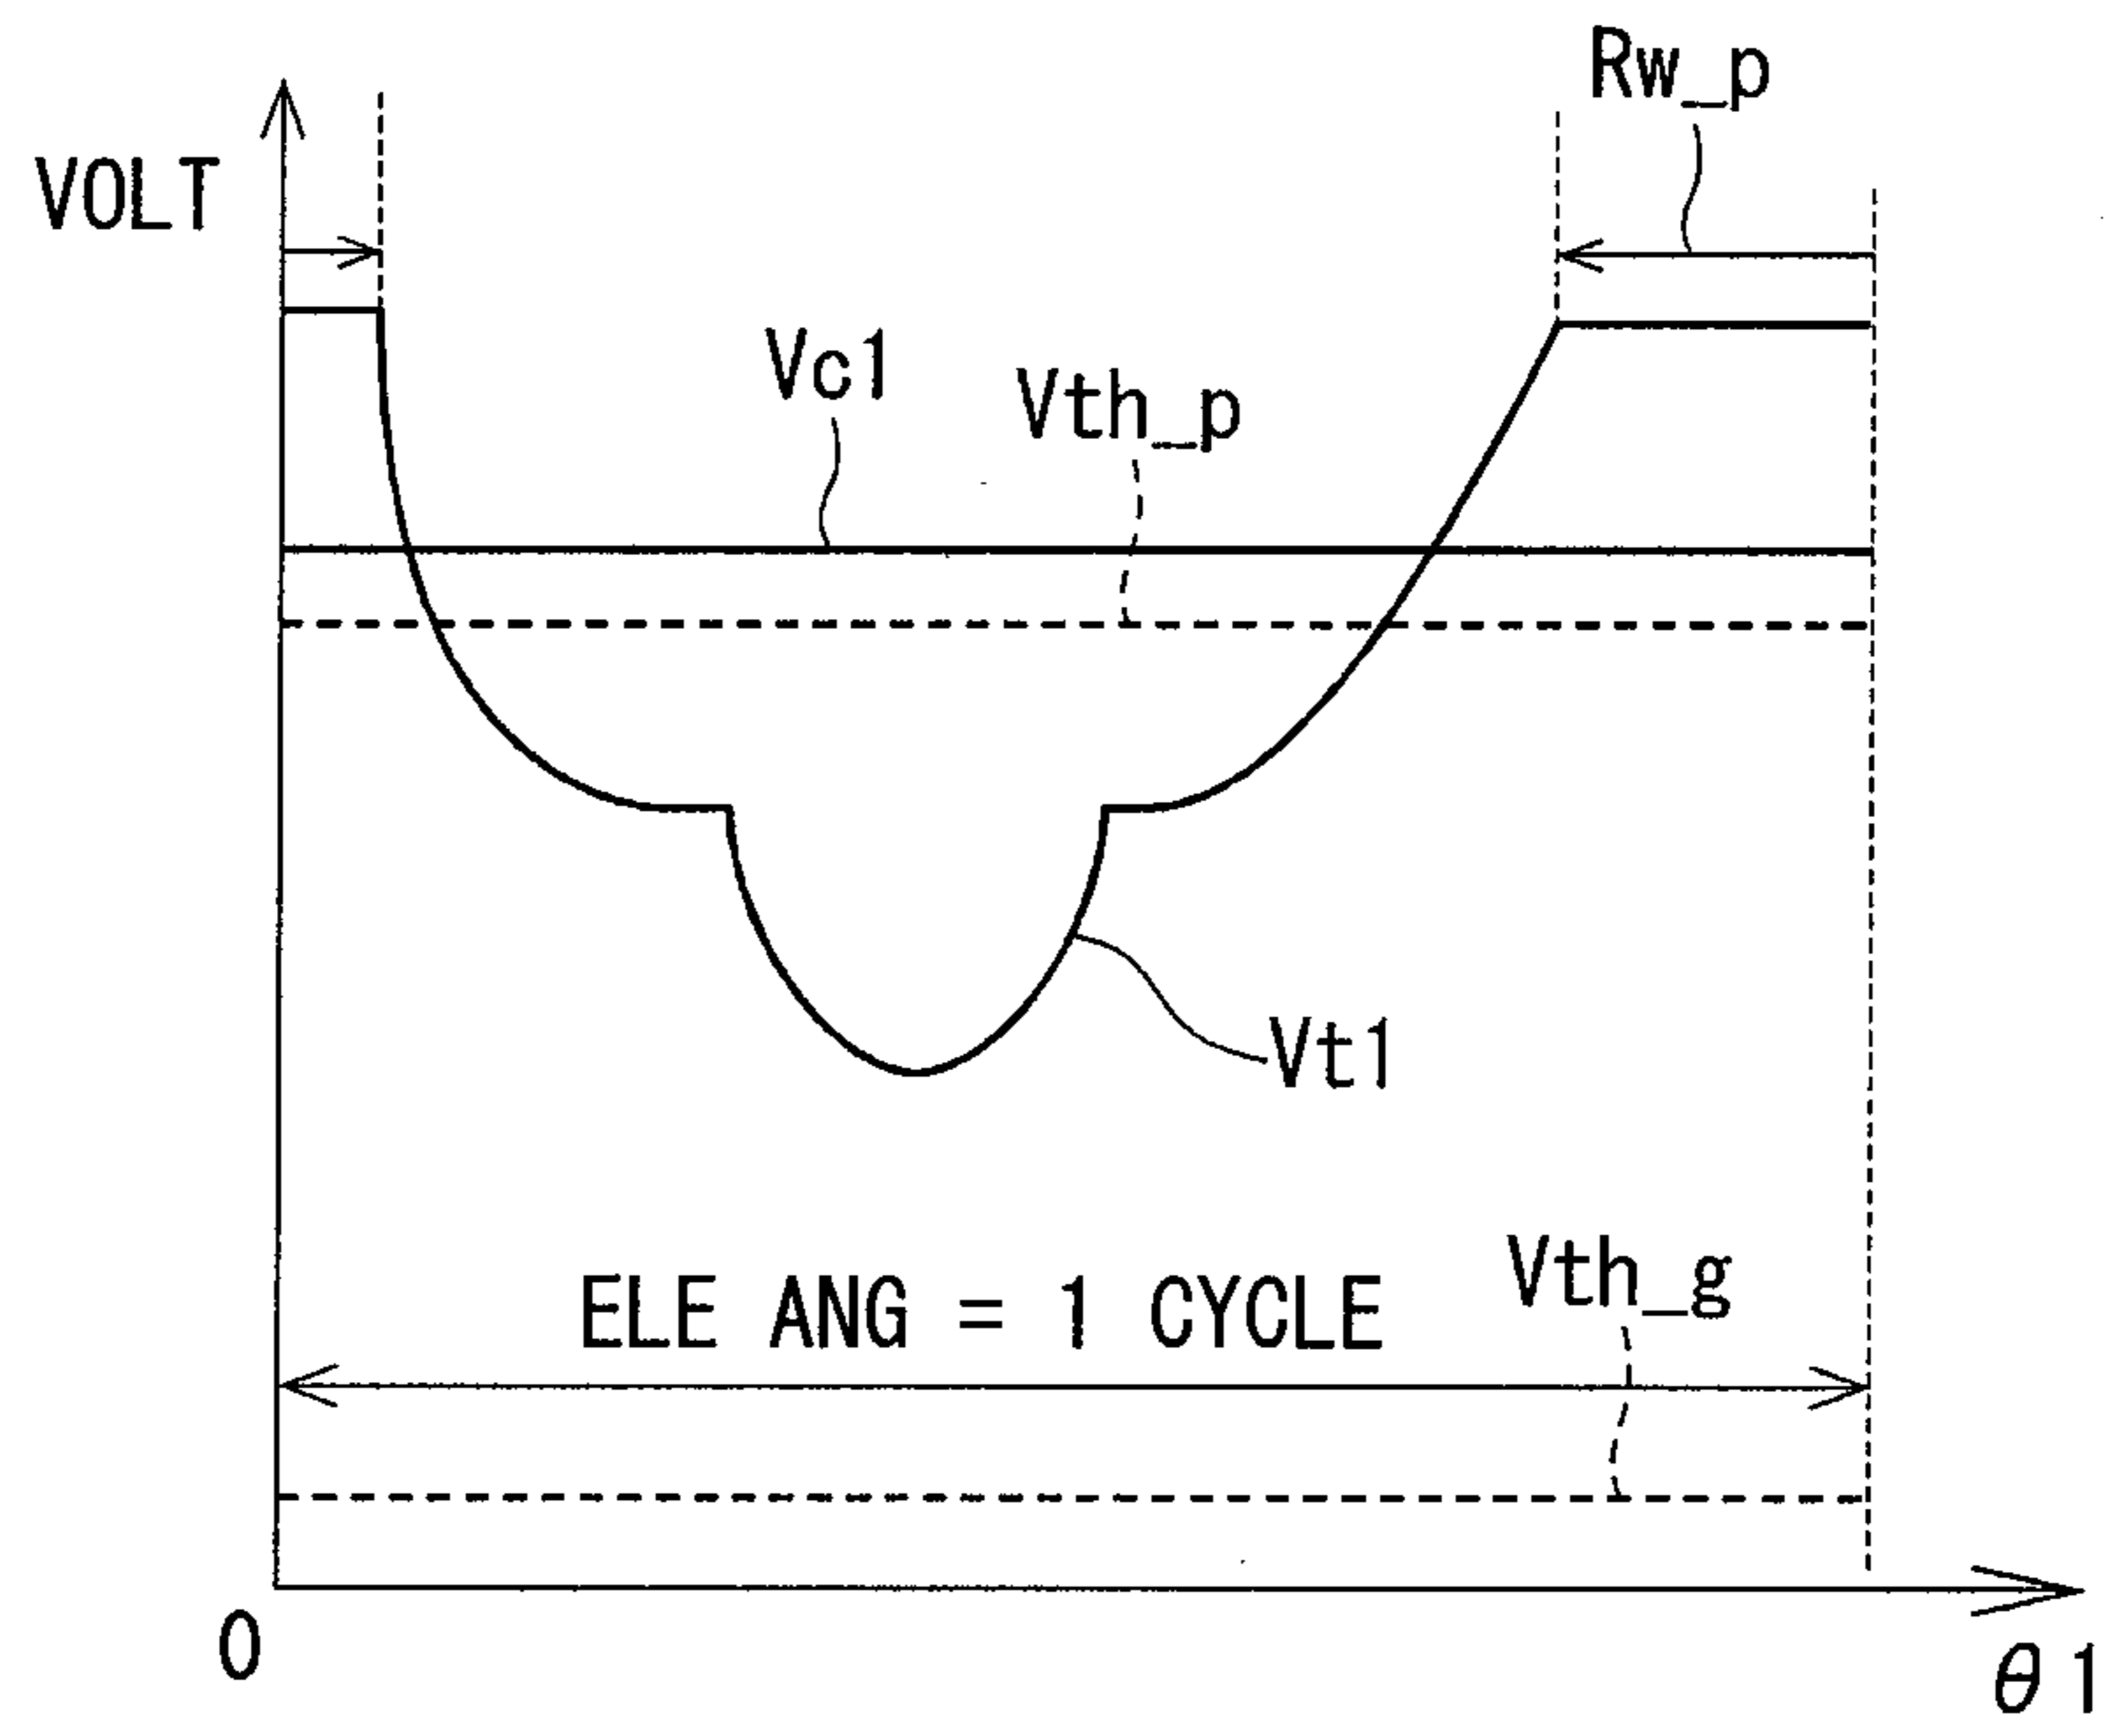 Rw_p
VOLT
Vc1
Vth_p
Vt1
Vth_g
ELE ANG = 1 CYCLE
0
θ1